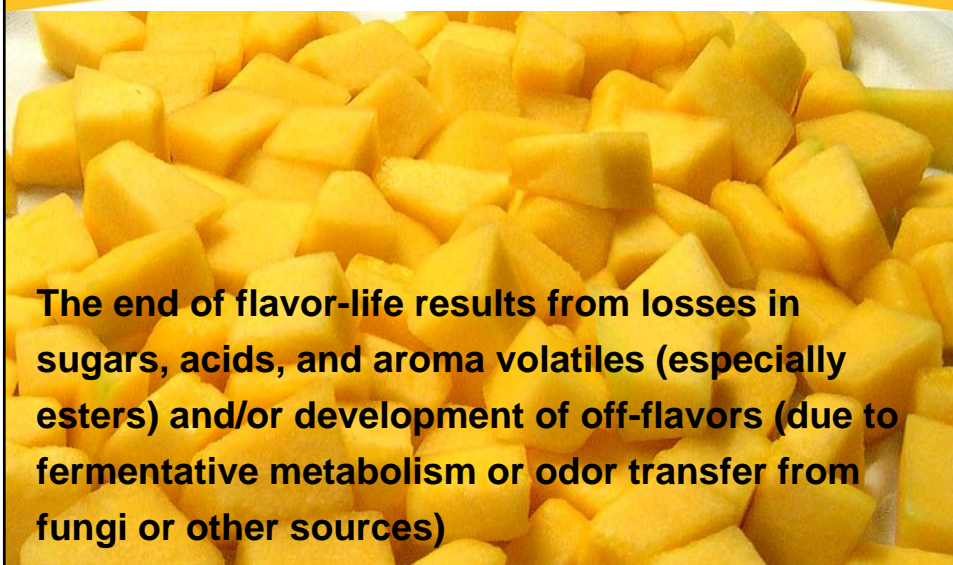 The end of flavor-life results from losses in
sugars, acids, and aroma volatiles (especially
esters) and/or development of off-flavors (due to
fermentative metabolism or odor transfer from
fungi or other sources)